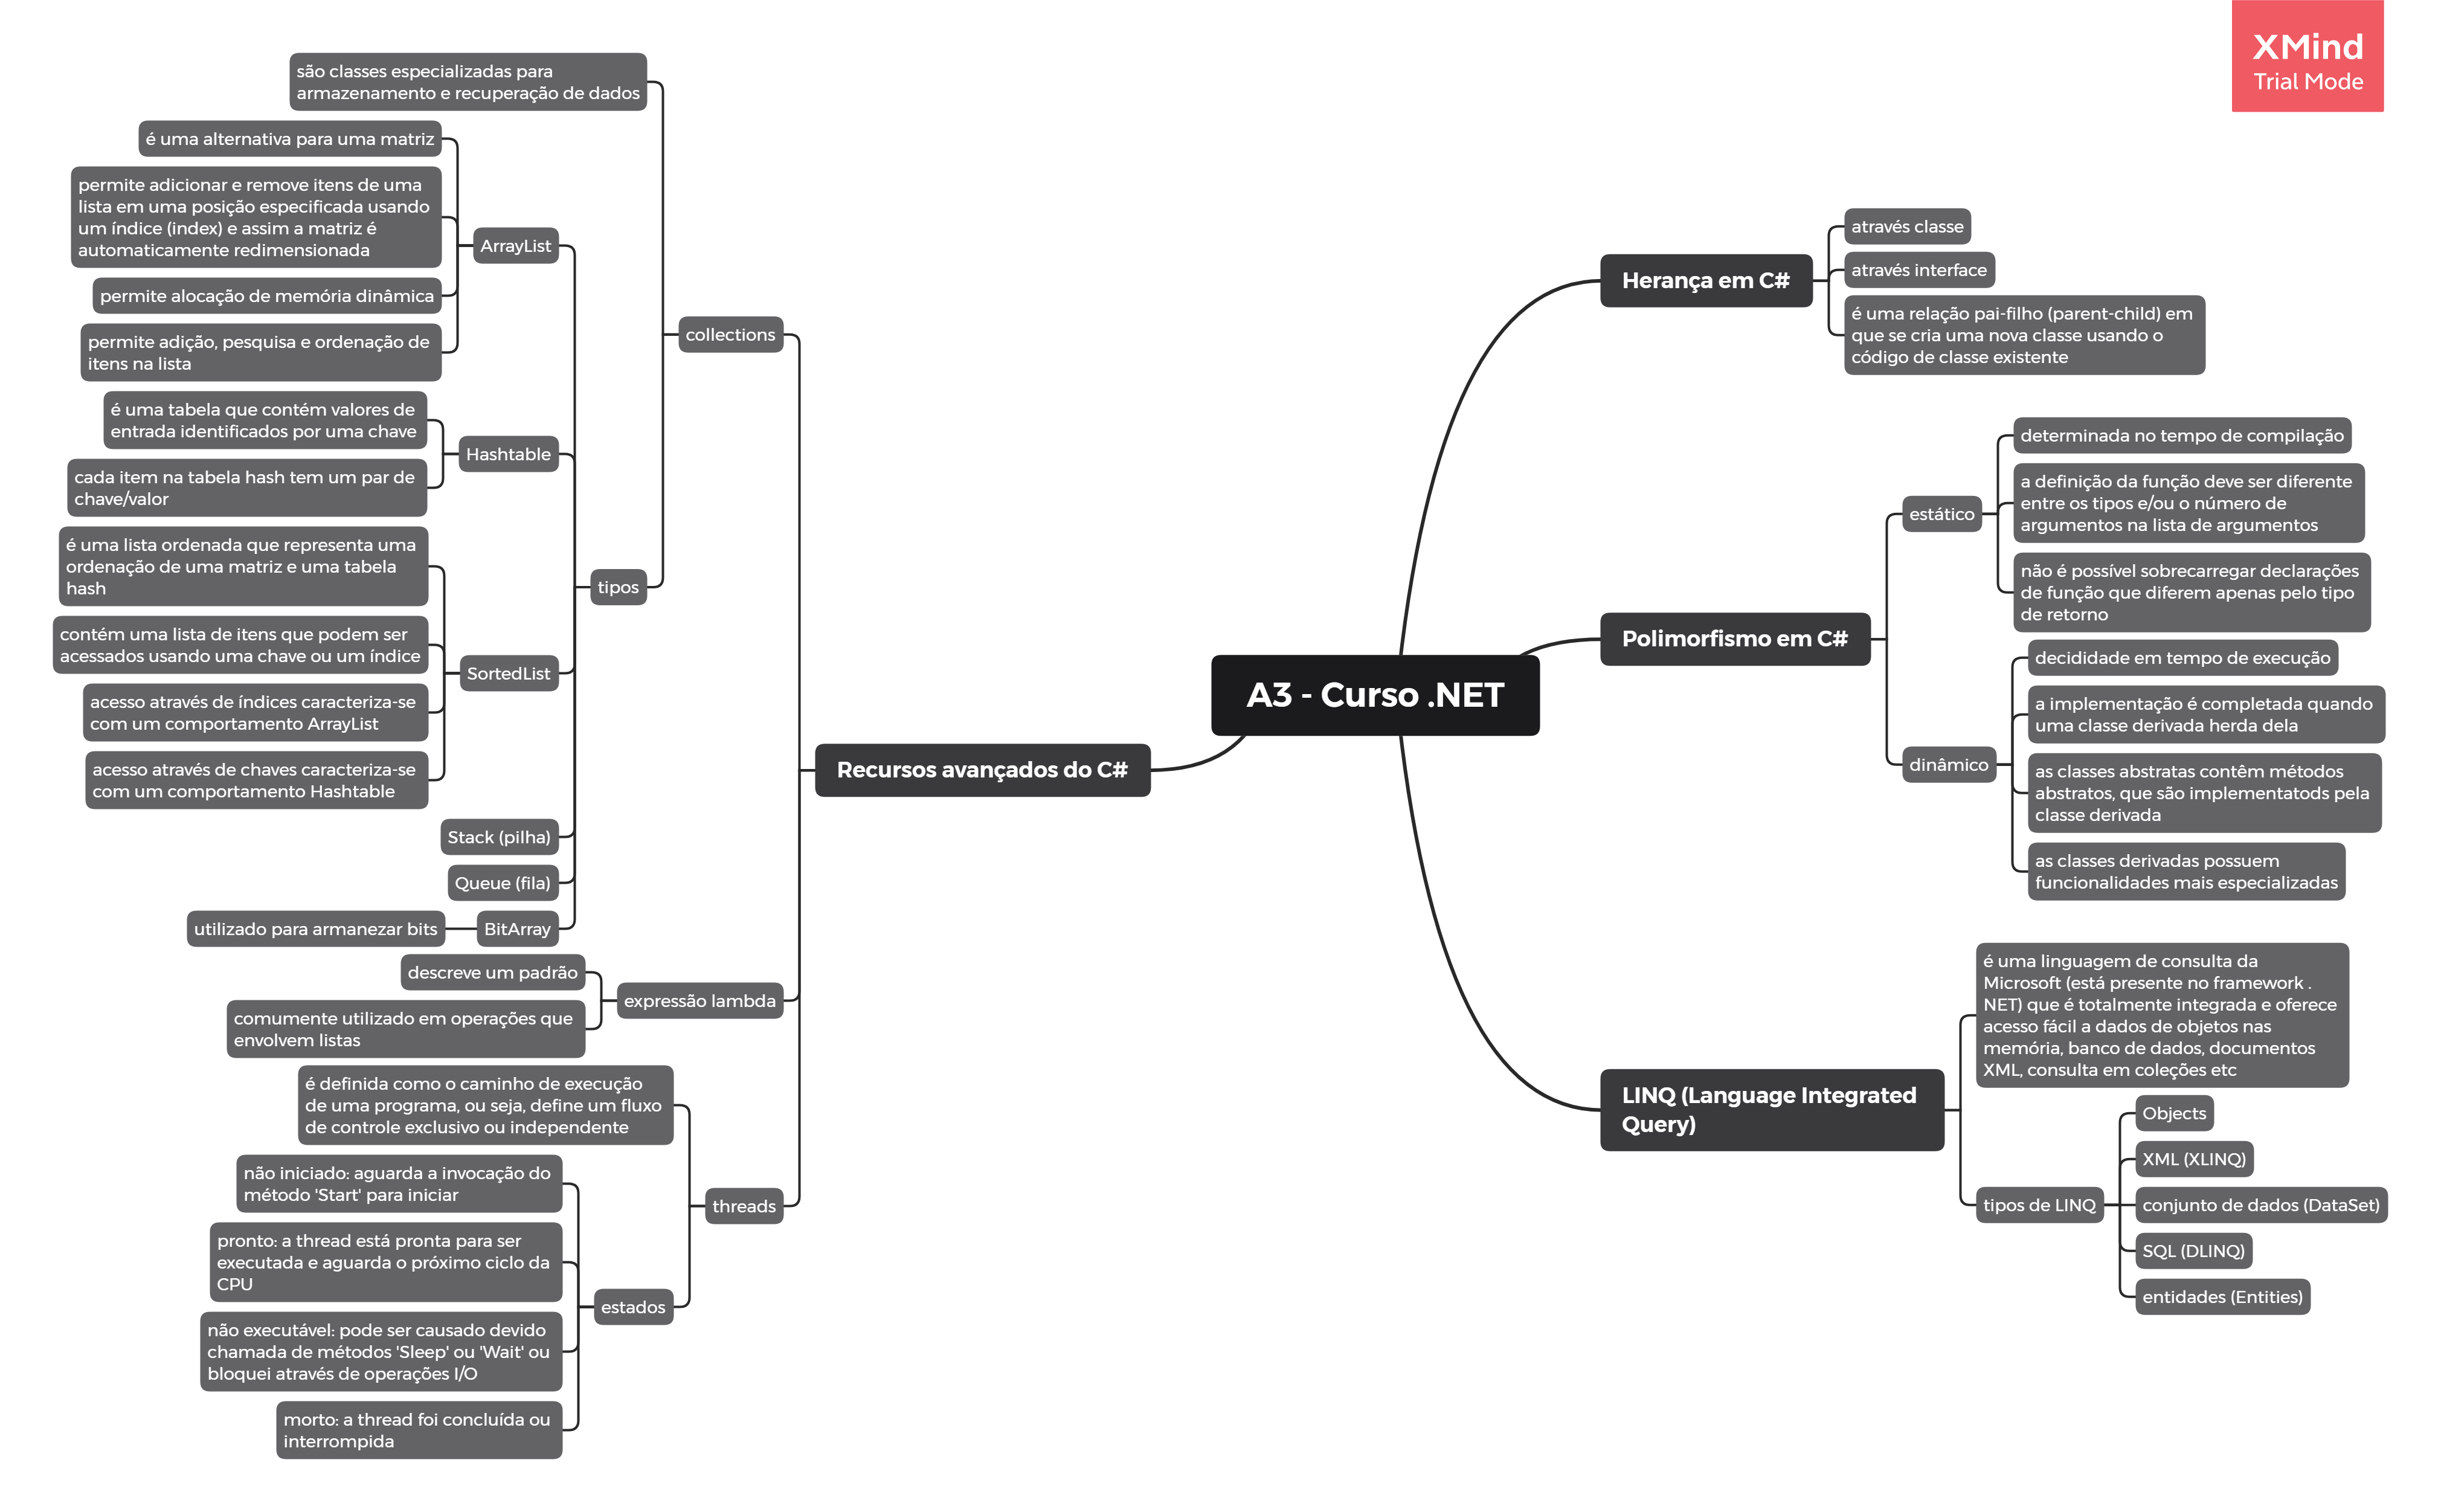 XMind
Trial Mode
A3 - Curso .NET
Herança em C#
através classe
através interface
é uma relação pai-filho (parent-child) em
que se cria uma nova classe usando o
código de classe existente
Polimorfismo em C#
estático
determinada no tempo de compilação
a definição da função deve ser diferente
entre os tipos e/ou o número de
argumentos na lista de argumentos
não é possível sobrecarregar declarações
de função que diferem apenas pelo tipo
de retorno
dinâmico
decididade em tempo de execução
a implementação é completada quando
uma classe derivada herda dela
as classes abstratas contêm métodos
abstratos, que são implementatods pela
classe derivada
as classes derivadas possuem
funcionalidades mais especializadas
LINQ (Language Integrated
Query)
é uma linguagem de consulta da
Microsoft (está presente no framework .
NET) que é totalmente integrada e oferece
acesso fácil a dados de objetos nas
memória, banco de dados, documentos
XML, consulta em coleções etc
tipos de LINQ
Objects
XML (XLINQ)
conjunto de dados (DataSet)
SQL (DLINQ)
entidades (Entities)
Recursos avançados do C#
collections
são classes especializadas para
armazenamento e recuperação de dados
tipos
ArrayList
é uma alternativa para uma matriz
permite adicionar e remove itens de uma
lista em uma posição especificada usando
um índice (index) e assim a matriz é
automaticamente redimensionada
permite alocação de memória dinâmica
permite adição, pesquisa e ordenação de
itens na lista
Hashtable
é uma tabela que contém valores de
entrada identificados por uma chave
cada item na tabela hash tem um par de
chave/valor
SortedList
é uma lista ordenada que representa uma
ordenação de uma matriz e uma tabela
hash
contém uma lista de itens que podem ser
acessados usando uma chave ou um índice
acesso através de índices caracteriza-se
com um comportamento ArrayList
acesso através de chaves caracteriza-se
com um comportamento Hashtable
Stack (pilha)
Queue (fila)
BitArray
utilizado para armanezar bits
expressão lambda
descreve um padrão
comumente utilizado em operações que
envolvem listas
threads
é definida como o caminho de execução
de uma programa, ou seja, define um fluxo
de controle exclusivo ou independente
estados
não iniciado: aguarda a invocação do
método 'Start' para iniciar
pronto: a thread está pronta para ser
executada e aguarda o próximo ciclo da
CPU
não executável: pode ser causado devido
chamada de métodos 'Sleep' ou 'Wait' ou
bloquei através de operações I/O
morto: a thread foi concluída ou
interrompida